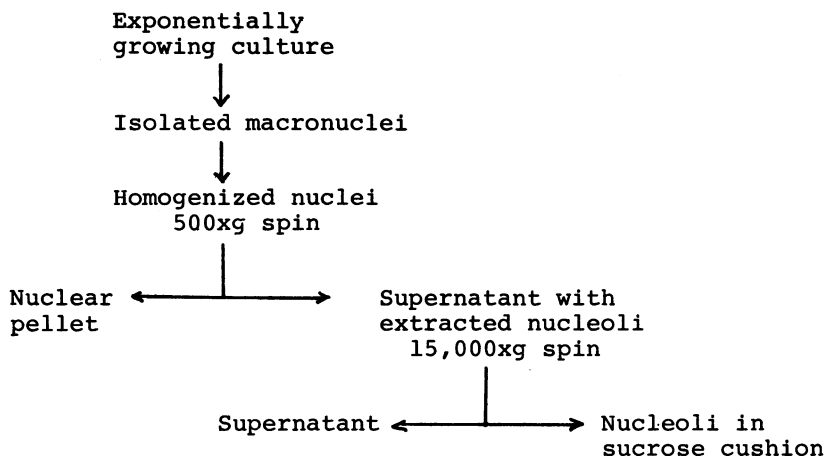 Exponentially
growing culture
Isolated macronuclei
Homogenized nuclei
500xg spin
Nuclear
pellet
Supernatant with
extracted nucleoli
15,000xg spin
Supernatant
Nucleoli in
sucrose cushion